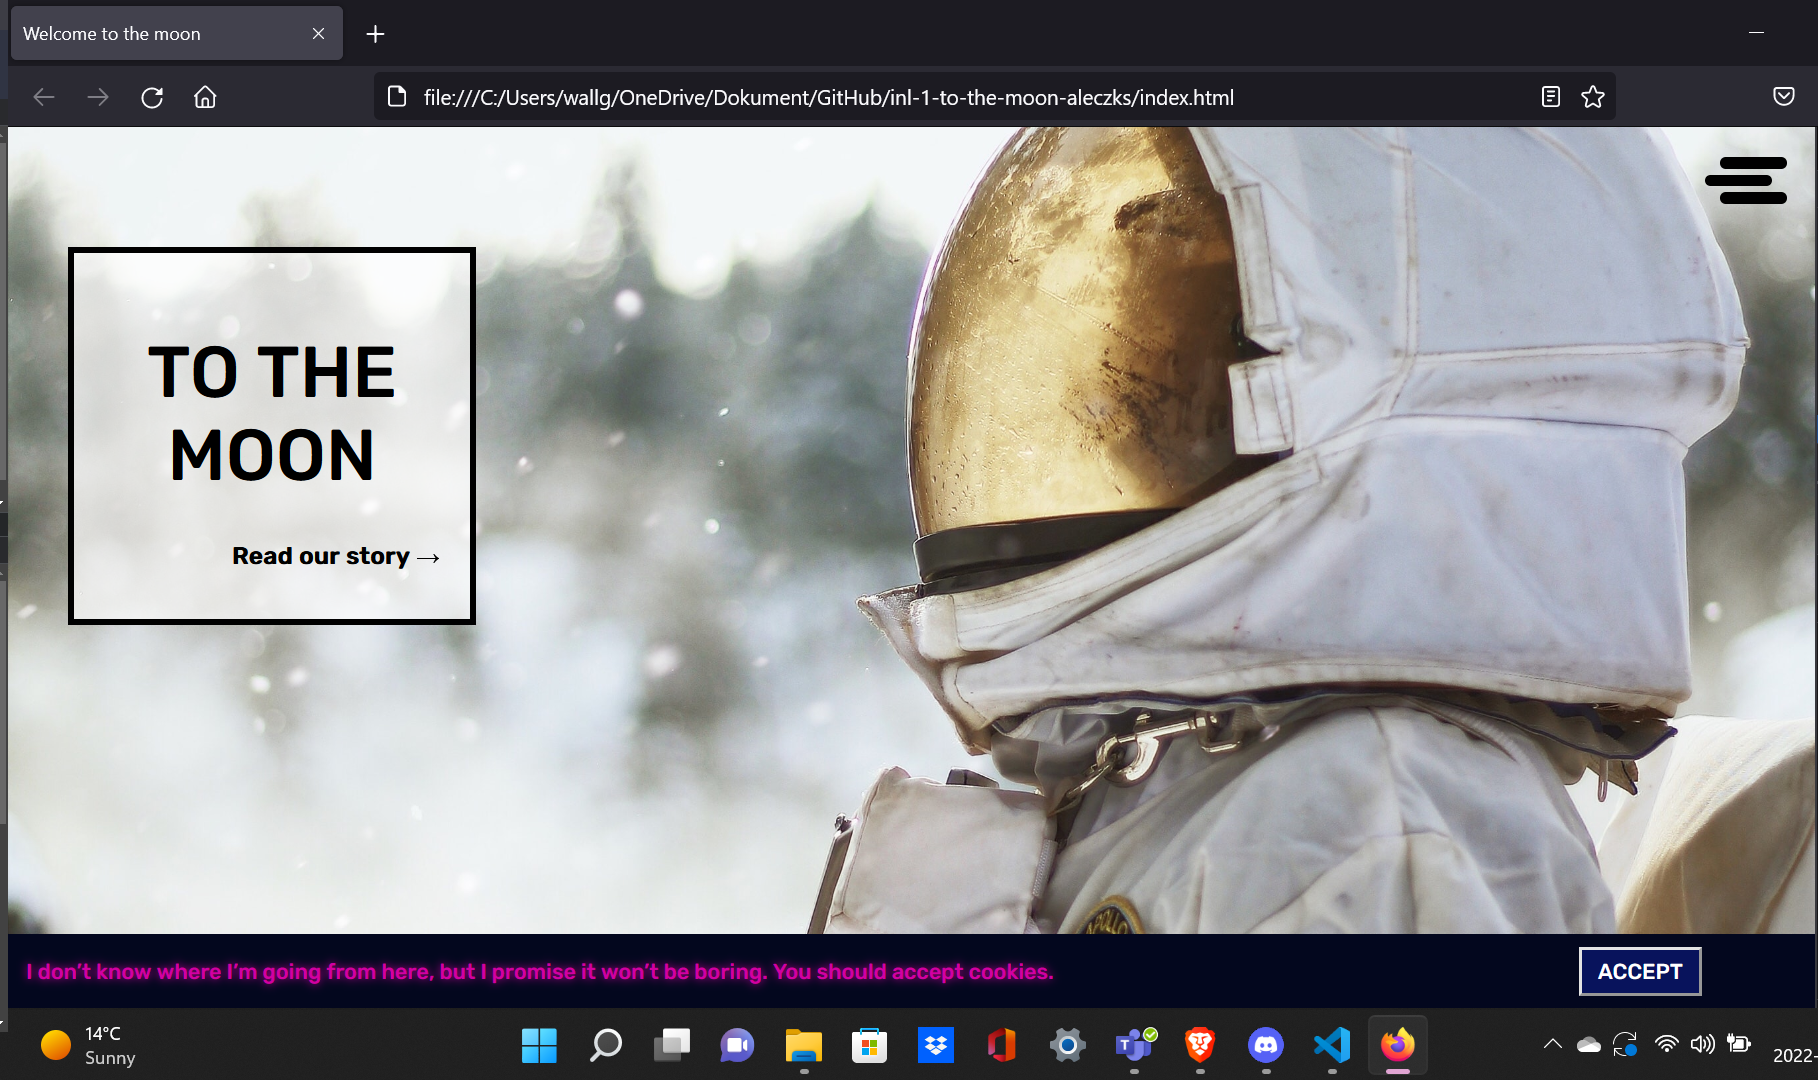 Welcome to the moon
file:///C:/Users/wallg/OneDrive/Dokument/GitHub/inl-1-to-the-moon-aleczks/index.html
TO THE
MOON
Read our story →
I don’t know where I’m going from here, but I promise it won’t be boring. You should accept cookies.
ACCEPT
14°C
Sunny
2022-